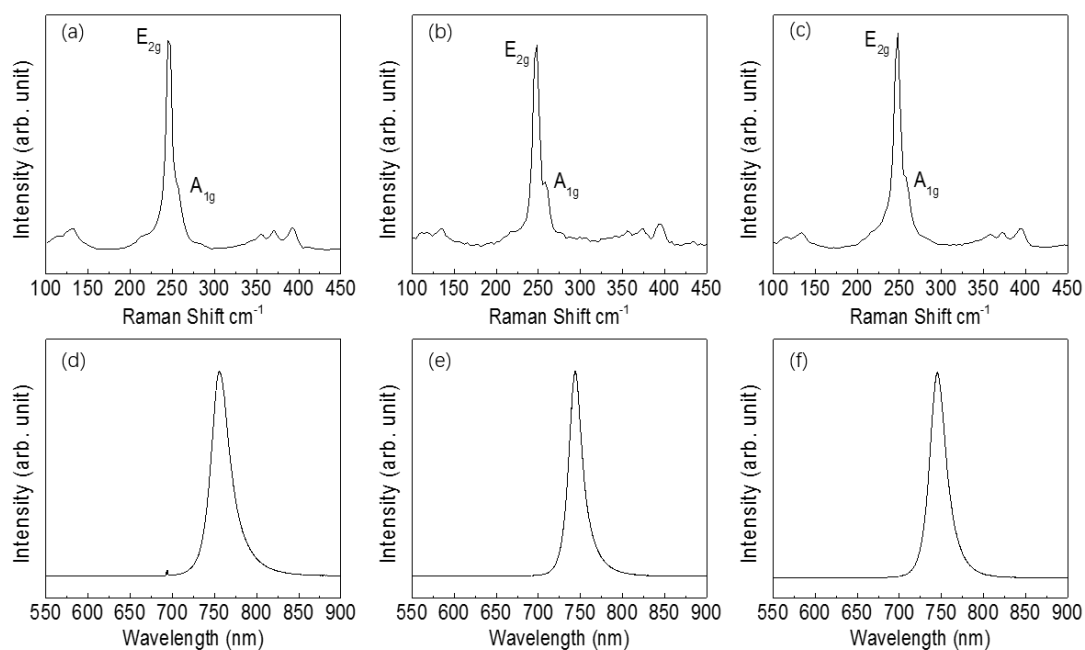 (a)
E2g
A1g
Intensity (arb. unit)
100 150 200 250 300 350 400 450
Raman Shift cm-1
(b)
E2g
A1g
Intensity (arb. unit)
100 150 200 250 300 350 400 450
Raman Shift cm-1
(c)
E2g
A1g
Intensity (arb. unit)
100 150 200 250 300 350 400 450
Raman Shift cm-1
(d)
Intensity (arb. unit)
550 600 650 700 750 800 850 900
Wavelength (nm)
(e)
Intensity (arb. unit)
550 600 650 700 750 800 850 900
Wavelength (nm)
(f)
Intensity (arb. unit)
550 600 650 700 750 800 850 900
Wavelength (nm)